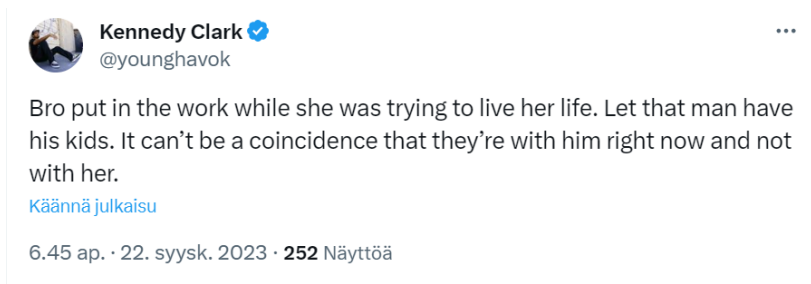 Kennedy Clark
@younghavok
Bro put in the work while she was trying to live her life. Let that man have
his kids. It can’t be a coincidence that they’re with him right now and not
with her.
Käännä julkaisu
6.45 ap. · 22. syysk. 2023 · 252 Näyttöä